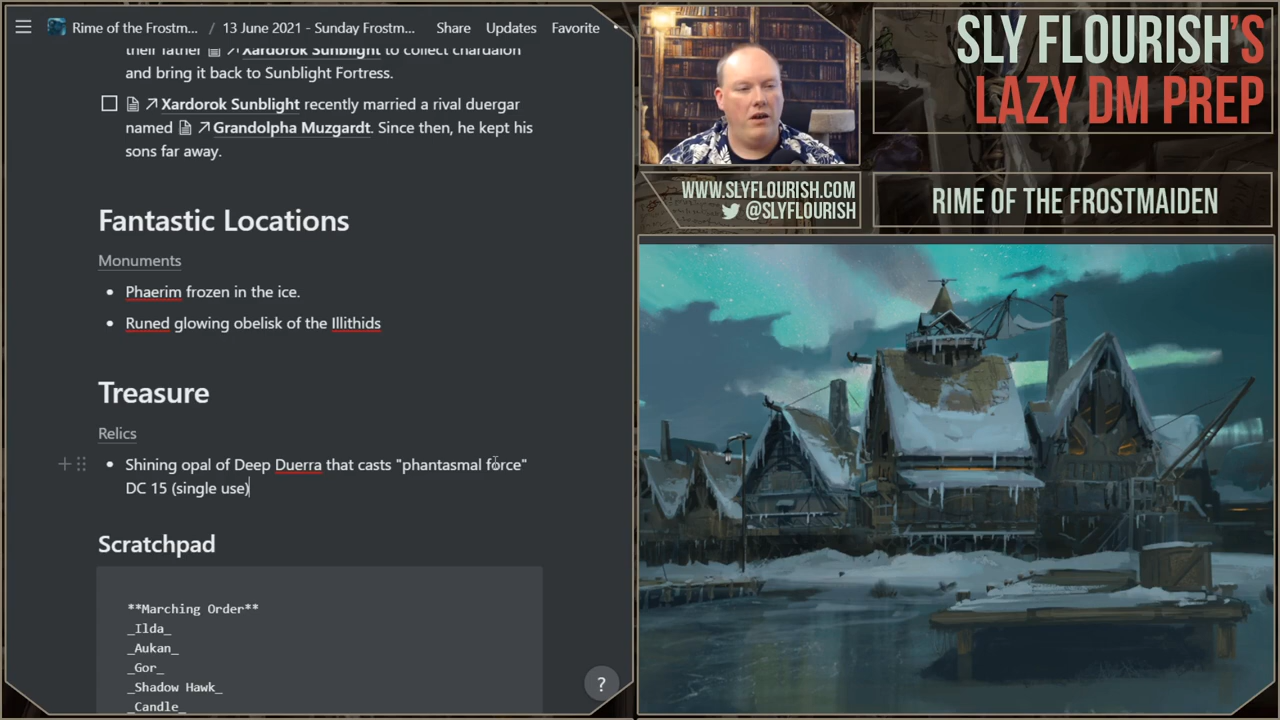 Rime of the Frostm... / 13 June 2021 - Sunday Frostm... Share Updates Favorite
their father Xardorok Sunblight to collect chardalyn
and bring it back to Sunblight Fortress.
Xardorok Sunblight recently married a rival duergar
named Grandolpha Muzgardt. Since then, he kept his
sons far away.
Fantastic Locations
Monuments
• Phaerim frozen in the ice.
• Runed glowing obelisk of the Illithids
Treasure
Relics
• Shining opal of Deep Duerra that casts "phantasmal force"
DC 15 (single use)
Scratchpad
**Marching Order**
_Ilda_
_Aukan_
_Gor_
_Shadow Hawk_
_Candle_
?
SLY FLOURISH'S
LAZY DM PREP
WWW.SLYFLOURISH.COM
@SLYFLOURISH
RIME OF THE FROSTMAIDEN